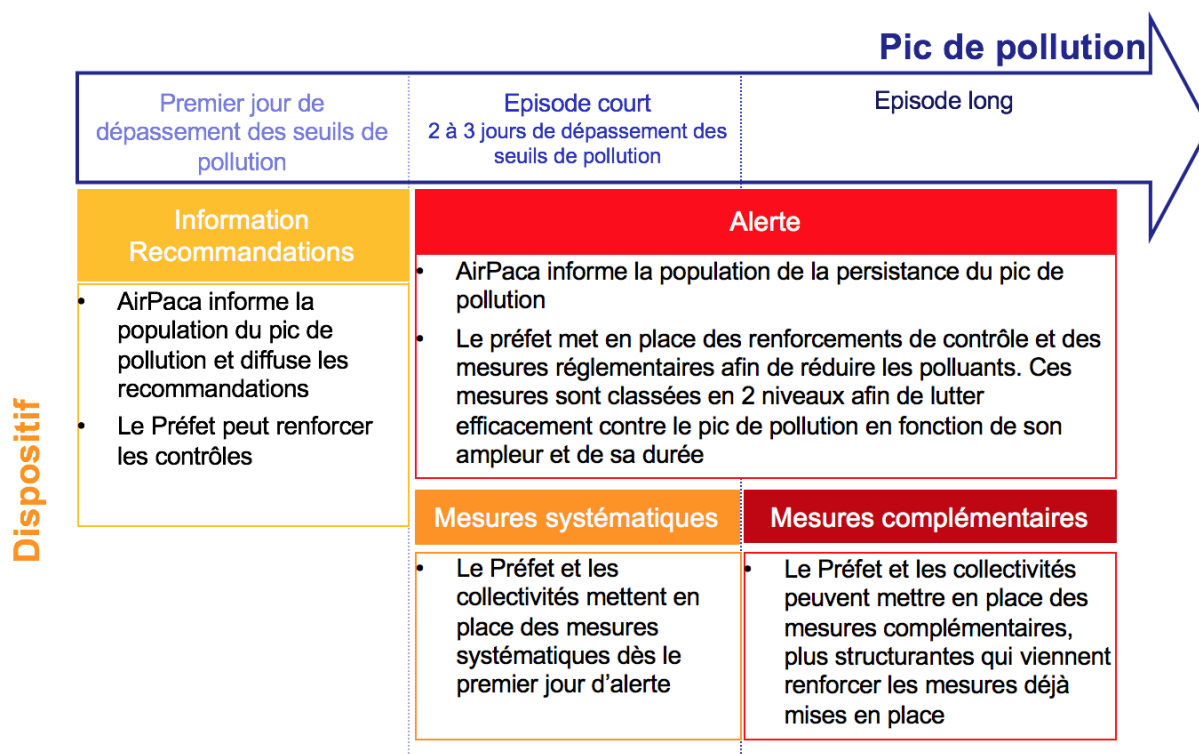 Pic de pollution
Premier jour de
dépassement des seuils de
pollution
Episode court
2 à 3 jours de dépassement des
seuils de pollution
Episode long
Dispositif
Information
Recommandations
• AirPaca informe la
population du pic de
pollution et diffuse les
recommandations
• Le Préfet peut renforcer
les contrôles
Alerte
• AirPaca informe la population de la persistance du pic de
pollution
• Le préfet met en place des renforcements de contrôle et des
mesures réglementaires afin de réduire les polluants. Ces
mesures sont classées en 2 niveaux afin de lutter
efficacement contre le pic de pollution en fonction de son
ampleur et de sa durée
Mesures systématiques
• Le Préfet et les
collectivités mettent en
place des mesures
systématiques dès le
premier jour d’alerte
Mesures complémentaires
• Le Préfet et les collectivités
peuvent mettre en place des
mesures complémentaires,
plus structurantes qui viennent
renforcer les mesures déjà
mises en place